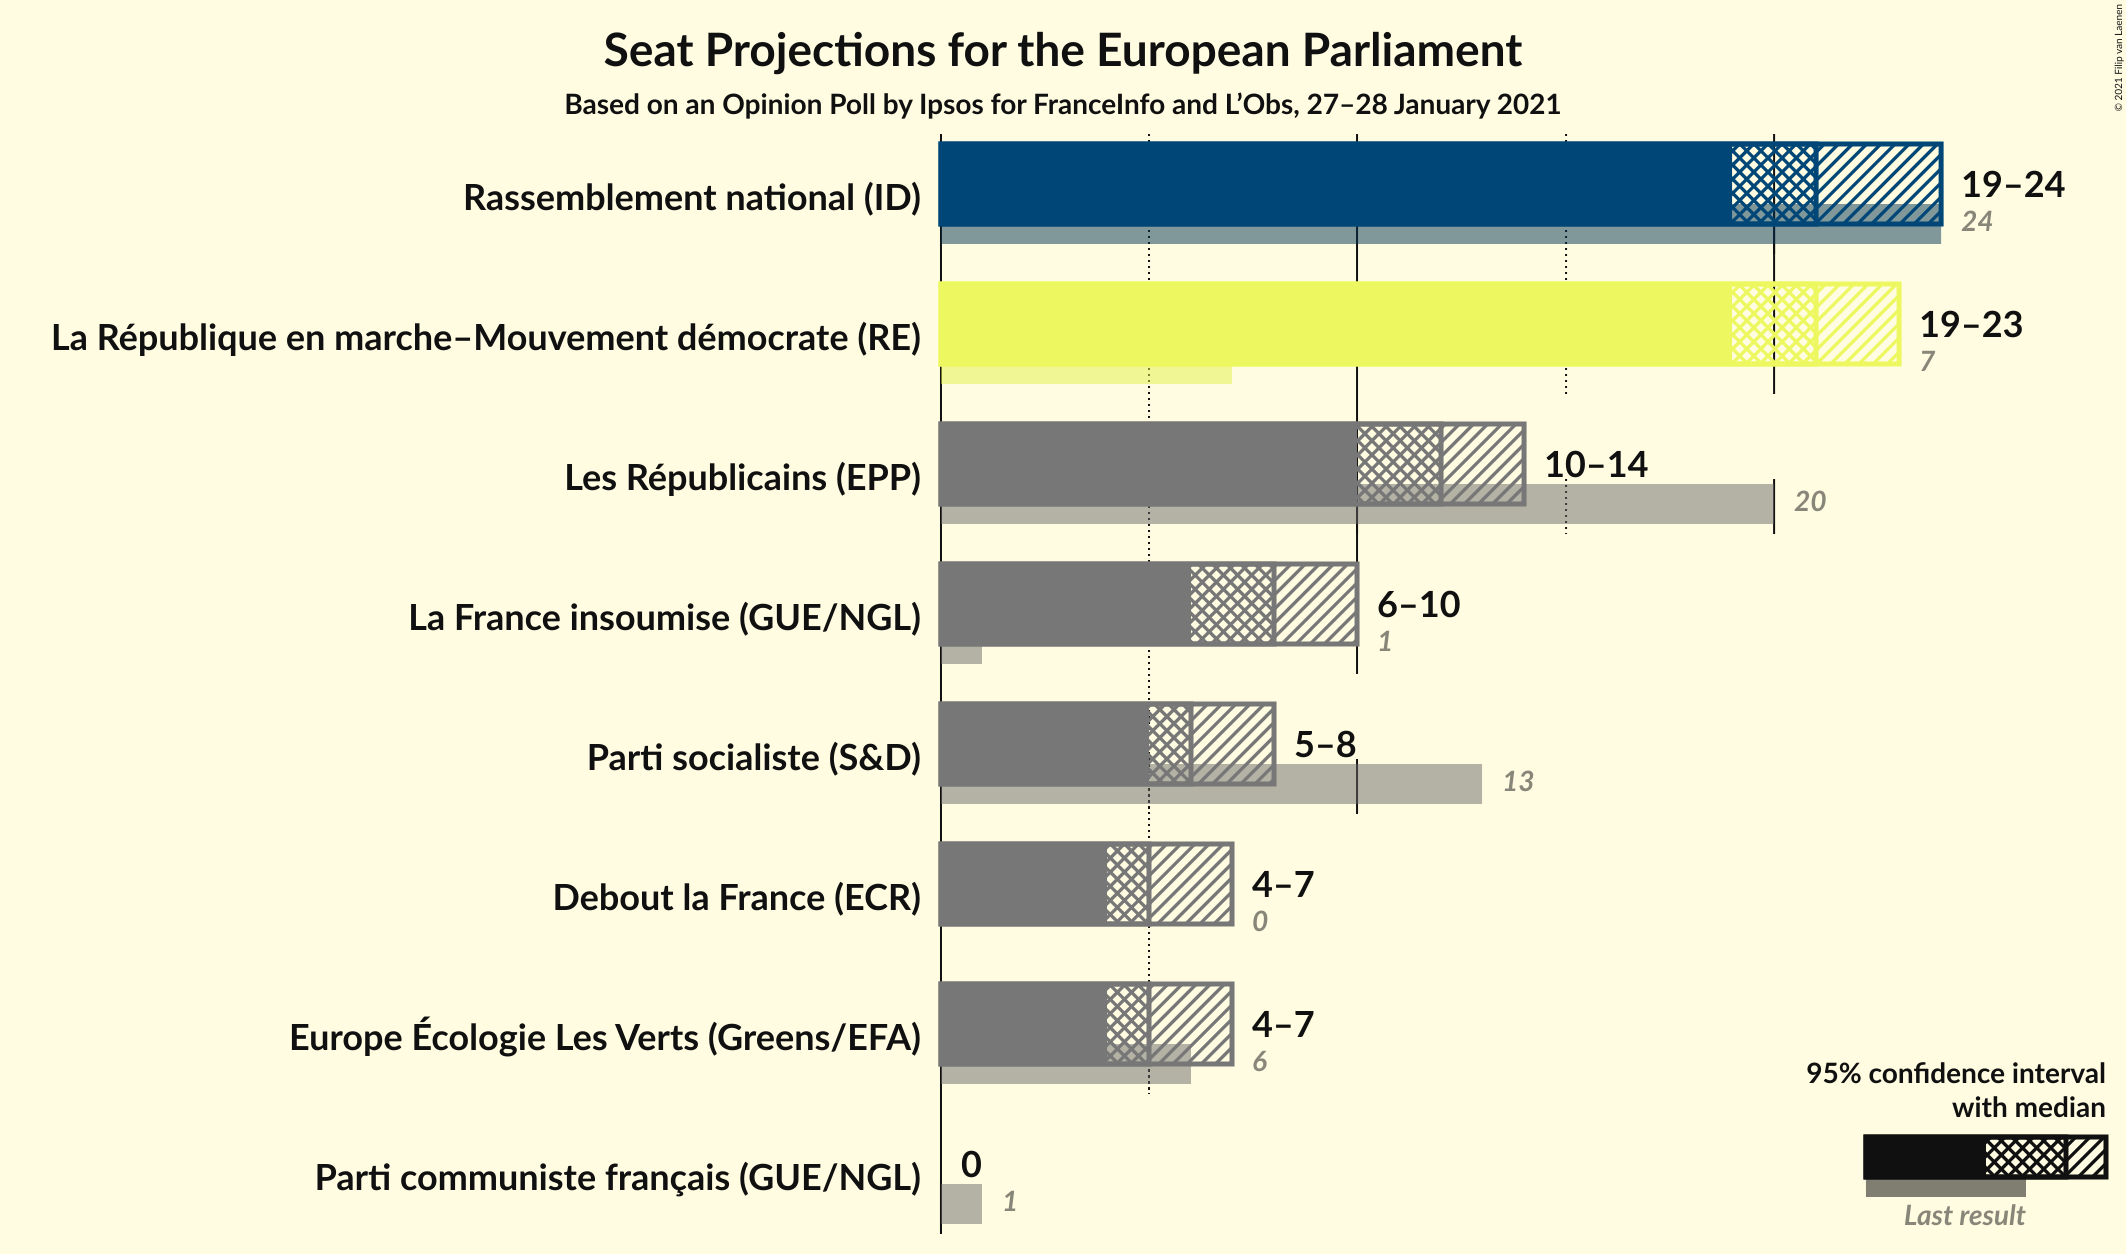 Seat Projections for the European Parliament
Based on an Opinion Poll by Ipsos for FranceInfo and L’Obs, 27–28 January 2021
© 2021 Filip van Laenen
Rassemblement national (ID)
19–24
24
La République en marche–Mouvement démocrate (RE)
19–23
7
Les Républicains (EPP)
10–14
20
La France insoumise (GUE/NGL)
6–10
1
Parti socialiste (S&D)
5–8
13
Debout la France (ECR)
4–7
0
Europe Écologie Les Verts (Greens/EFA)
4–7
6
Parti communiste français (GUE/NGL)
0
1
95% confidence interval
with median
Last result